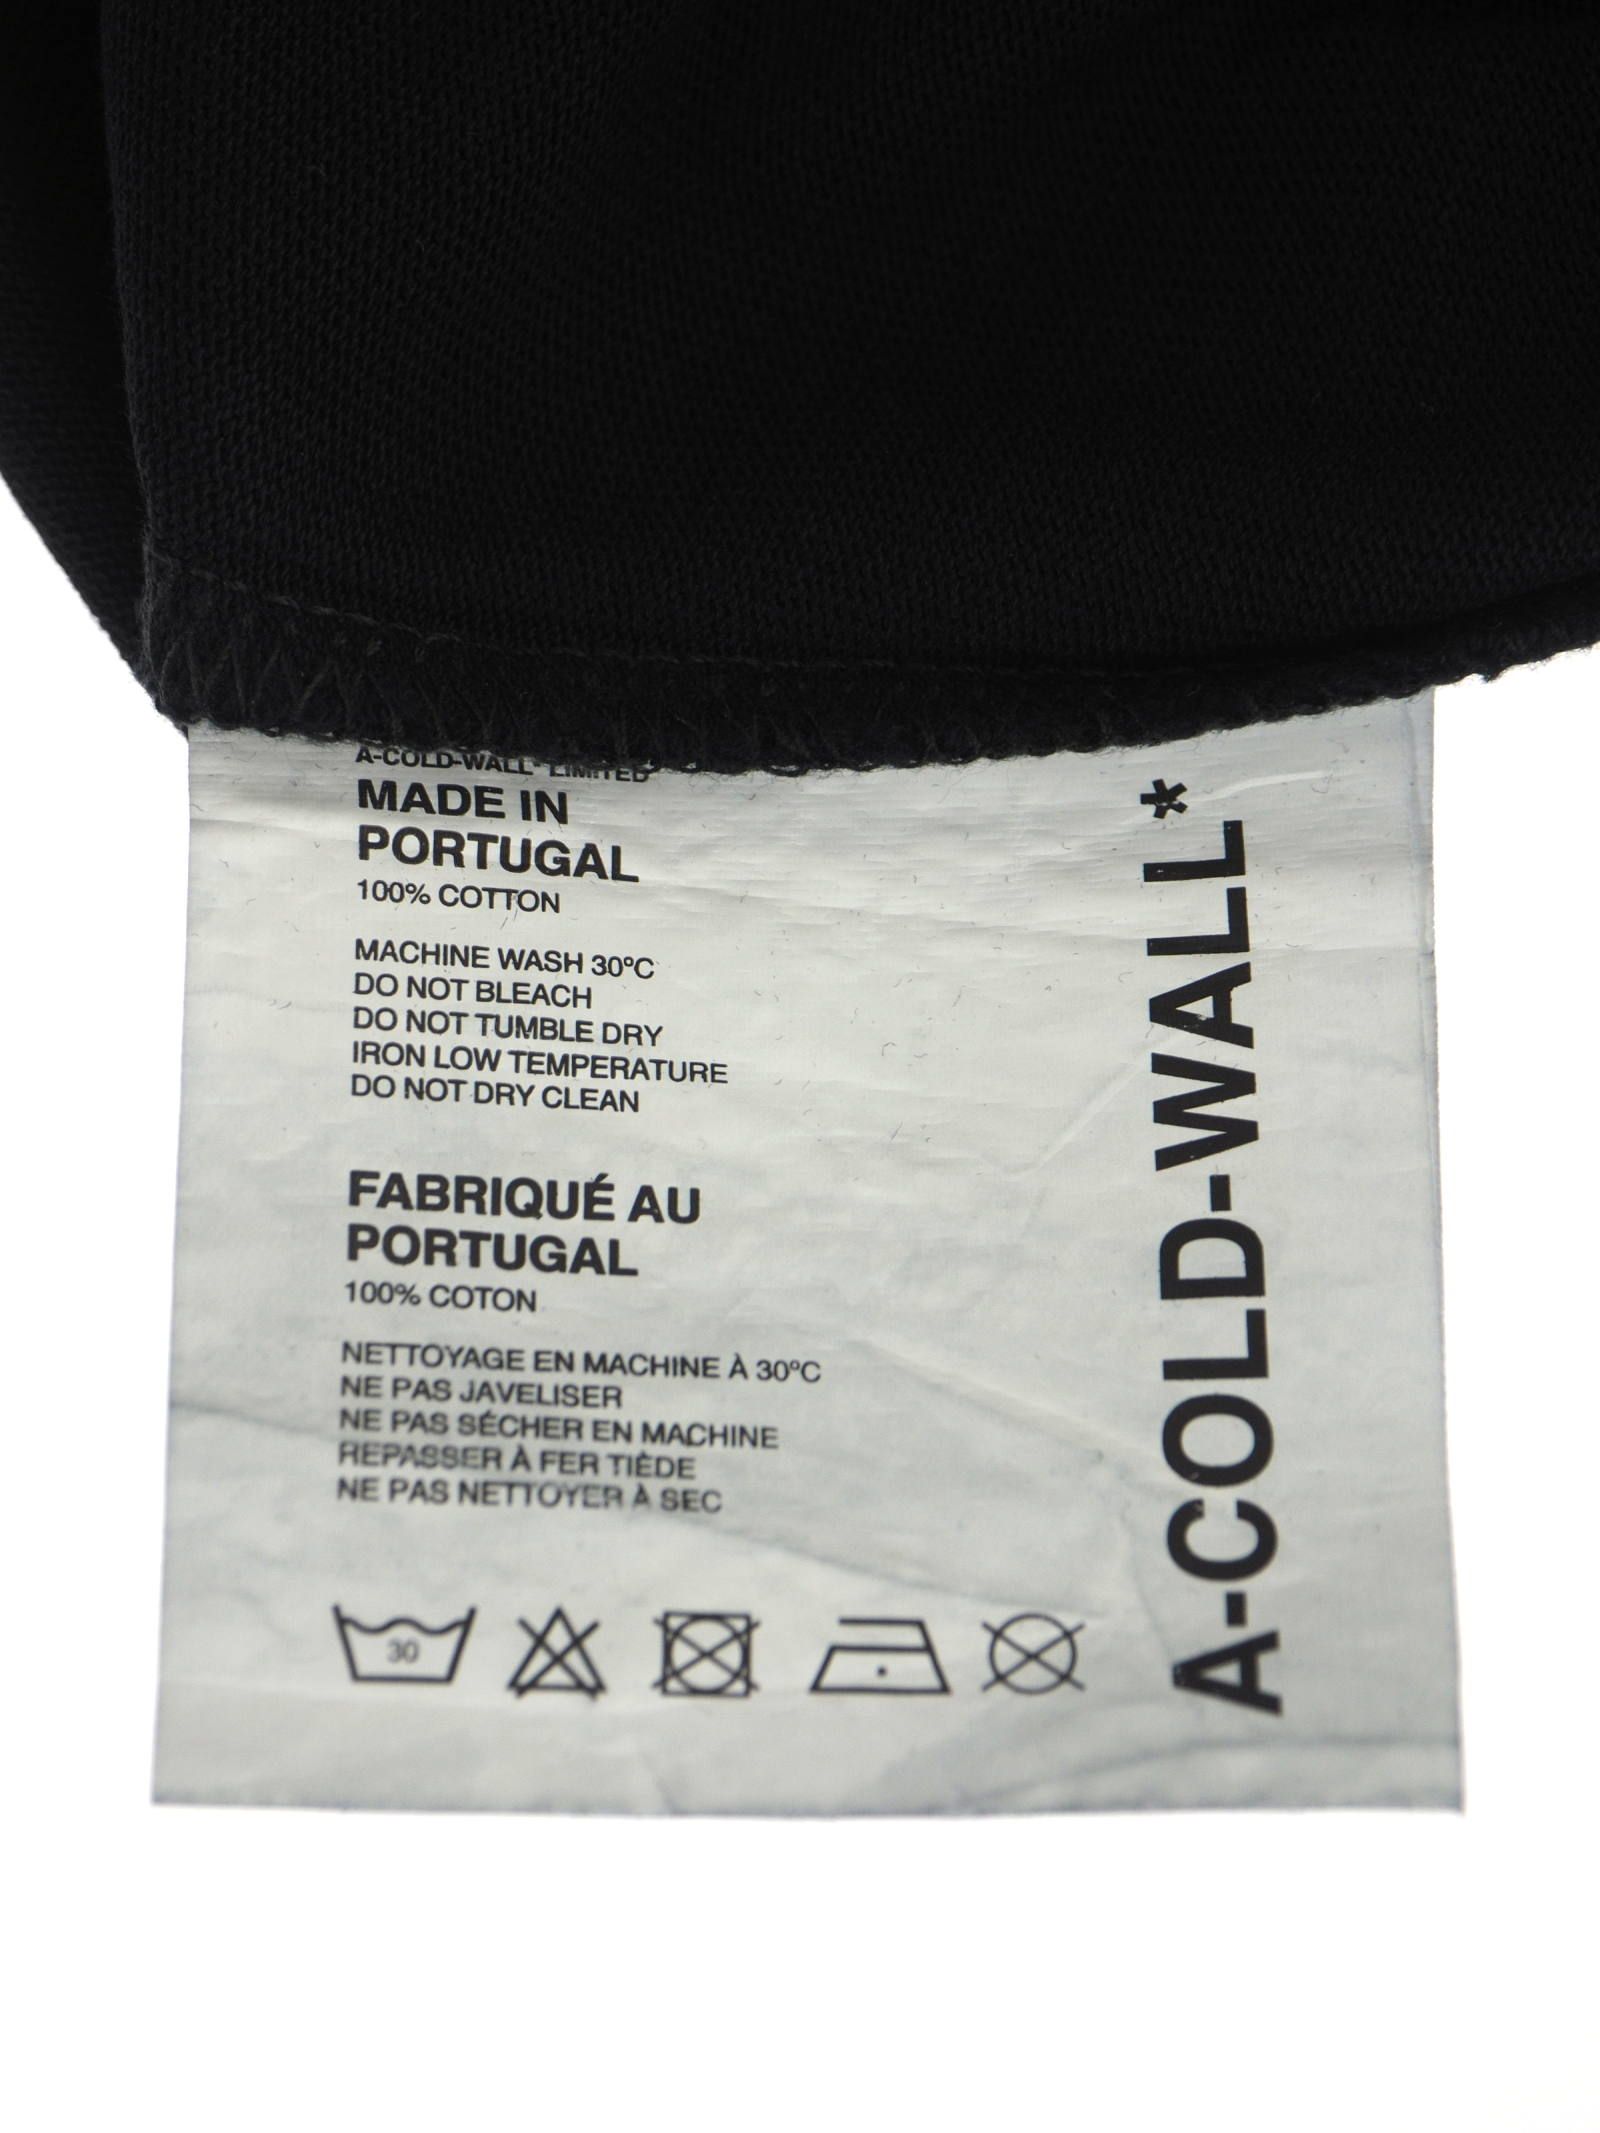 A-COLD-WALL* LIMITED
MADE IN
PORTUGAL
100% COTTON
MACHINE WASH 30ºC
DO NOT BLEACH
DO NOT TUMBLE DRY
IRON LOW TEMPERATURE
DO NOT DRY CLEAN
FABRIQUÉ AU
PORTUGAL
100% COTON
NETTOYAGE EN MACHINE À 30ºC
NE PAS JAVELISER
NE PAS SÉCHER EN MACHINE
REPASSER À FER TIÈDE
NE PAS NETTOYER À SEC
30
A-COLD-WALL*